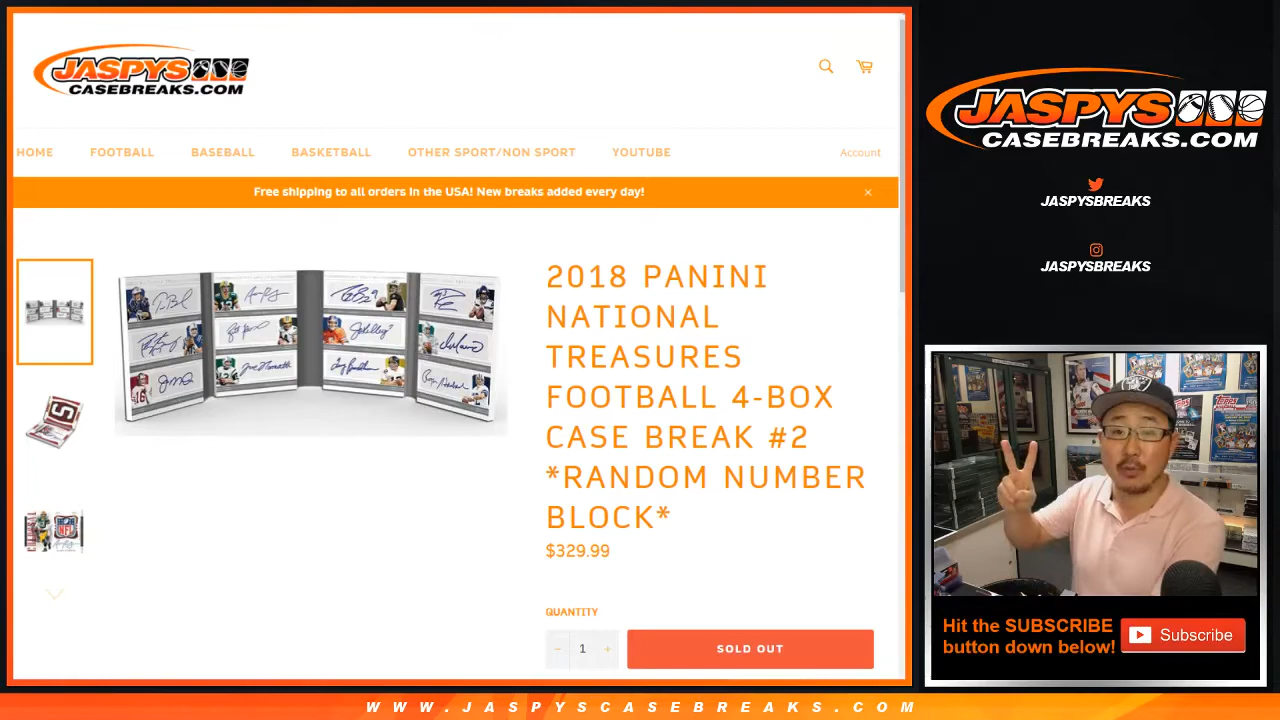 JASPYS
CASEBREAKS.COM
HOME FOOTBALL BASEBALL BASKETBALL OTHER SPORT/NON SPORT YOUTUBE Account
Free shipping to all orders in the USA! New breaks added every day! ×
2018 PANINI
NATIONAL
TREASURES
FOOTBALL 4-BOX
CASE BREAK #2
*RANDOM NUMBER
BLOCK*
$329.99
QUANTITY
− 1 +
SOLD OUT
JASPYS
CASEBREAKS.COM
JASPYSBREAKS
JASPYSBREAKS
Hit the SUBSCRIBE
button down below!
Subscribe
WWW.JASPYSCASEBREAKS.COM